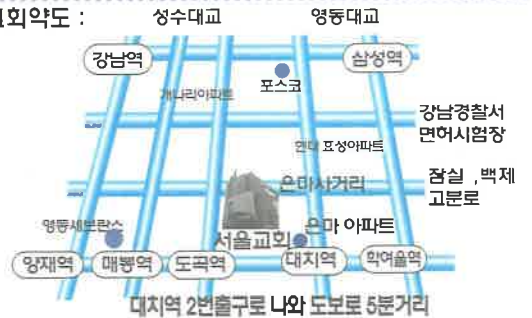 회약도 :
성수대교 영동대교
강남역 삼성역
포스코
개나리아파트
강남경찰서
면허시험장
현대 효성아파트
잠실 ,백제
고분로
은마사거리
영동세브란스
서울교회
은마 아파트
양재역 매봉역 도곡역 대치역 학여울역
대치역 2번출구로 나와 도보로 5분거리